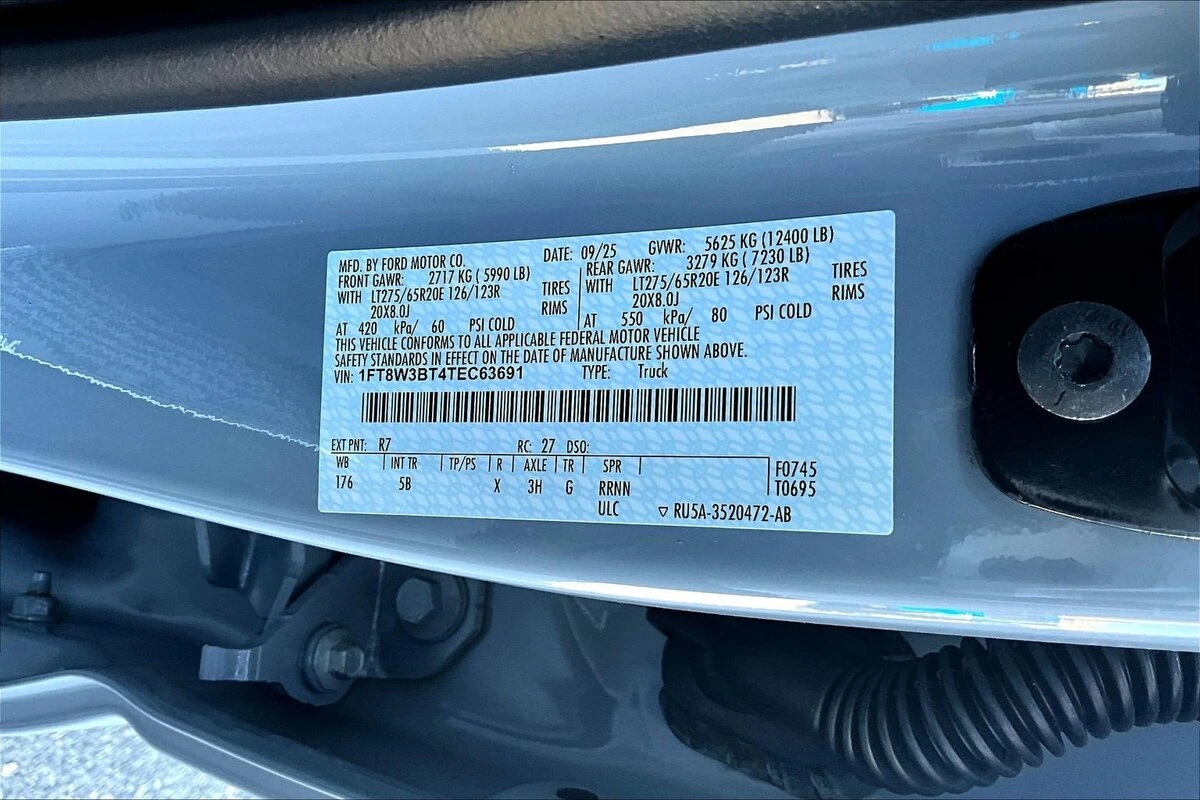 MFD. BY FORD MOTOR CO. DATE: 09/25 GVWR: 5625 KG (12400 LB)
FRONT GAWR: 2717 KG ( 5990 LB) REAR GAWR: 3279 KG ( 7230 LB)
WITH LT275/65R20E 126/123R TIRES WITH LT275/65R20E 126/123R TIRES
20X8.0J RIMS 20X8.0J RIMS
AT 420 kPa/ 60 PSI COLD AT 550 kPa/ 80 PSI COLD
THIS VEHICLE CONFORMS TO ALL APPLICABLE FEDERAL MOTOR VEHICLE
SAFETY STANDARDS IN EFFECT ON THE DATE OF MANUFACTURE SHOWN ABOVE.
VIN: 1FT8W3BT4TEC63691 TYPE: Truck
EXT PNT: R7 RC: 27 DSO:
WB INT TR TP/PS R AXLE TR SPR F0745
176 5B X 3H G RRNN T0695
ULC ▽ RU5A-3520472-AB